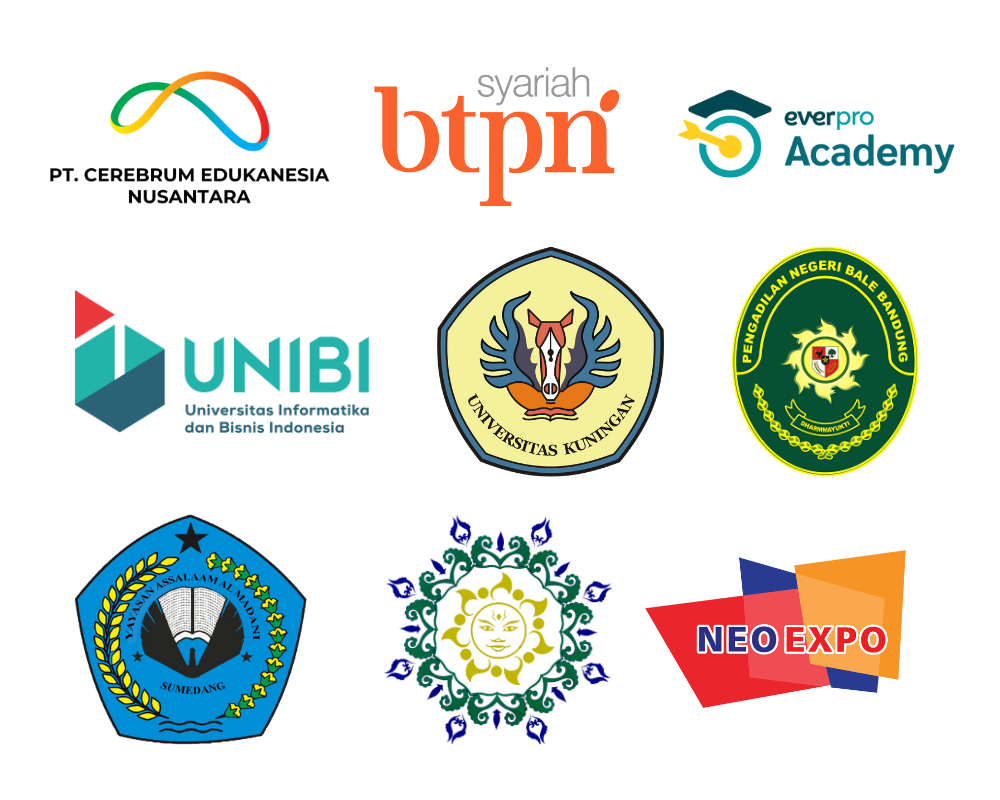 PT. CEREBRUM EDUKANESIA
NUSANTARA
syariah
btpn
everpro
Academy
UNIBI
Universitas Informatika
dan Bisnis Indonesia
UNIVERSITAS KUNINGAN
PENGADILAN NEGERI BALE BANDUNG
DHARMMAYUKTI
YAYASAN ASSALAAM AL MADANI
SUMEDANG
NEO EXPO